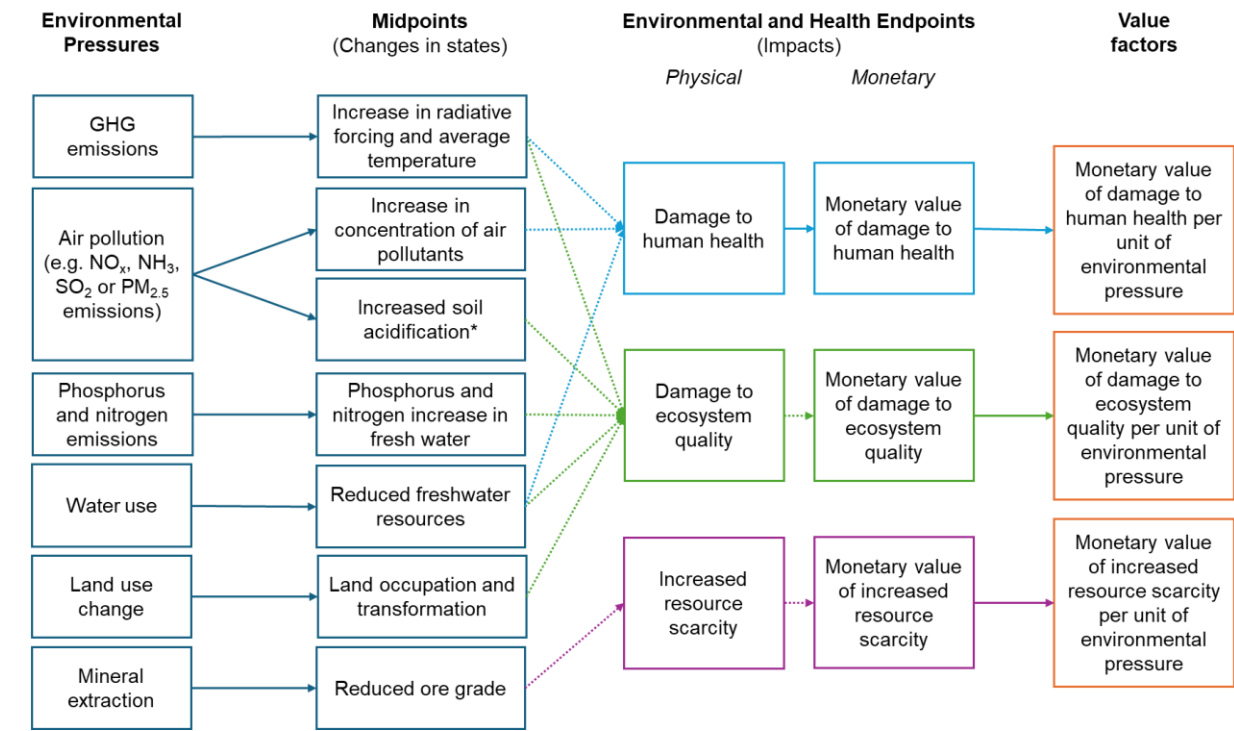 Environmental
Pressures
Midpoints
(Changes in states)
Environmental and Health Endpoints
(Impacts)
Physical
Monetary
Value
factors
GHG
emissions
Air pollution
(e.g. NOₓ, NH₃,
SO₂ or PM₂.₅
emissions)
Phosphorus
and nitrogen
emissions
Water use
Land use
change
Mineral
extraction
Increase in radiative
forcing and average
temperature
Increase in
concentration of air
pollutants
Increased soil
acidification*
Phosphorus and
nitrogen increase in
fresh water
Reduced freshwater
resources
Land occupation and
transformation
Reduced ore grade
Damage to
human health
Damage to
ecosystem
quality
Increased
resource
scarcity
Monetary value
of damage to
human health
Monetary value
of damage to
ecosystem
quality
Monetary value
of increased
resource
scarcity
Monetary value
of damage to
human health per
unit of
environmental
pressure
Monetary value
of damage to
ecosystem
quality per unit of
environmental
pressure
Monetary value
of increased
resource scarcity
per unit of
environmental
pressure